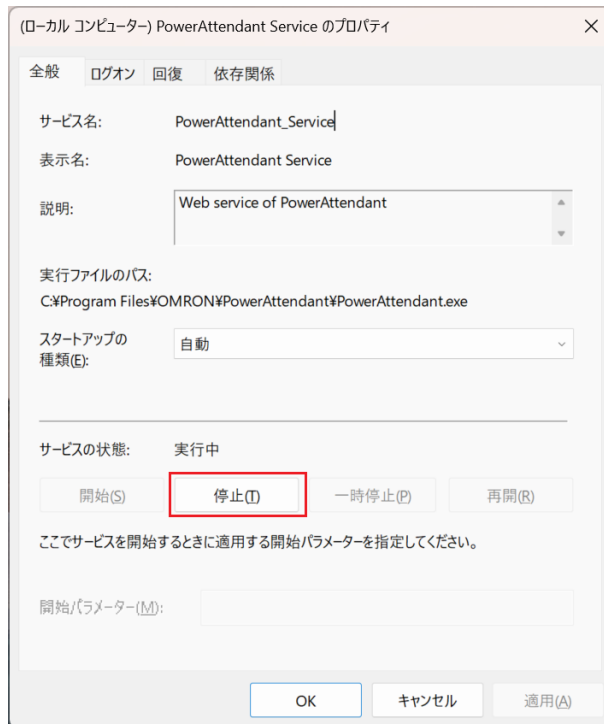 (ローカル コンピューター) PowerAttendant Service のプロパティ
全般 ログオン 回復 依存関係
サービス名: PowerAttendant_Service
表示名: PowerAttendant Service
説明: Web service of PowerAttendant
実行ファイルのパス:
C:¥Program Files¥OMRON¥PowerAttendant¥PowerAttendant.exe
スタートアップの
種類(E): 自動
サービスの状態: 実行中
開始(S) 停止(T) 一時停止(P) 再開(R)
ここでサービスを開始するときに適用する開始パラメーターを指定してください。
開始パラメーター(M):
OK キャンセル 適用(A)